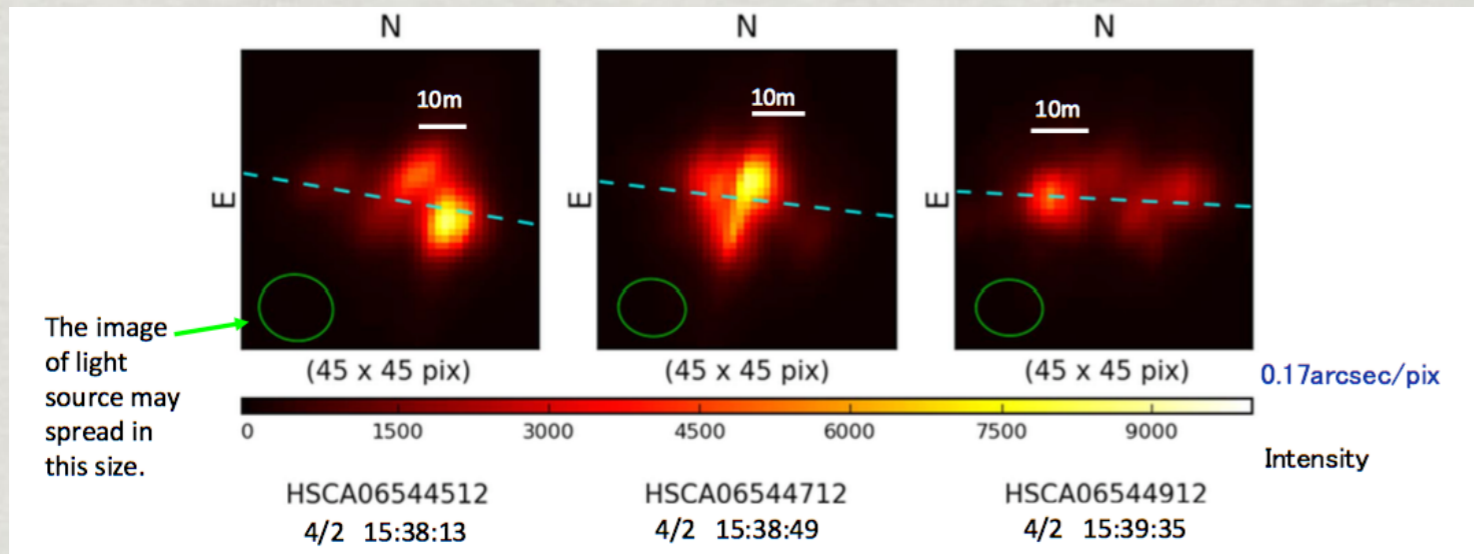 N N N
10m 10m 10m
E E E
The image
of light
source may
spread in
this size.
(45 x 45 pix) (45 x 45 pix) (45 x 45 pix) 0.17arcsec/pix
0 1500 3000 4500 6000 7500 9000
Intensity
HSCA06544512 HSCA06544712 HSCA06544912
4/2 15:38:13 4/2 15:38:49 4/2 15:39:35